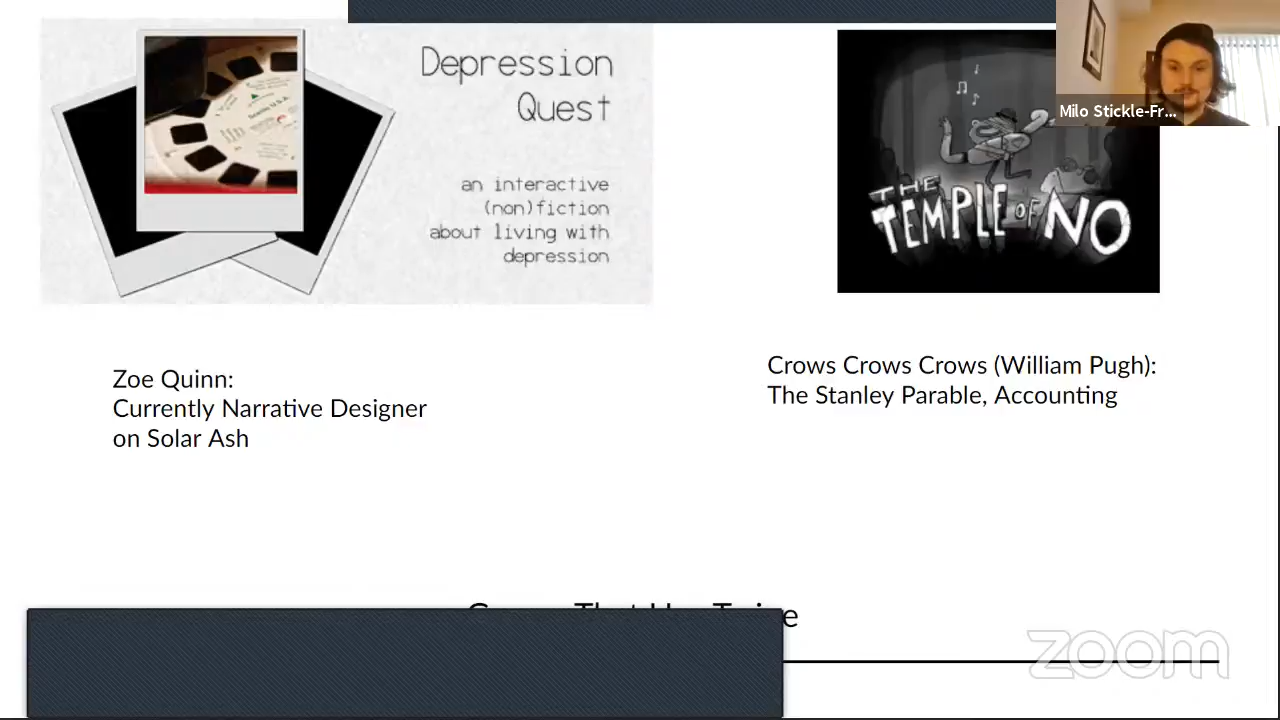 Depression
Quest
an interactive
(non)fiction
about living with
depression
THE
TEMPLE OF NO
Milo Stickle-Fr...
Zoe Quinn:
Currently Narrative Designer
on Solar Ash
Crows Crows Crows (William Pugh):
The Stanley Parable, Accounting
zoom